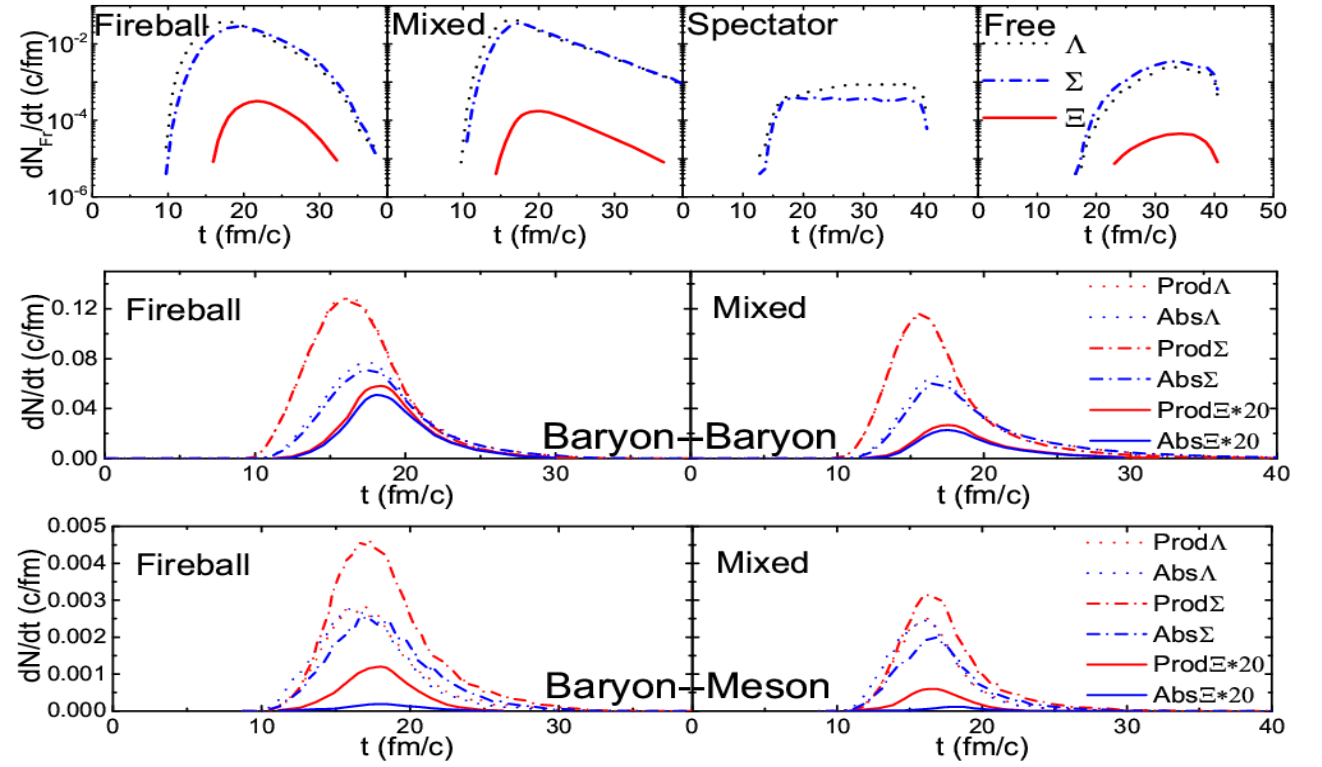 Fireball Mixed Spectator Free
Λ
Σ
Ξ
dN_Fr/dt (c/fm)
10^-2
10^-4
10^-6
0 10 20 30 0 10 20 30 0 10 20 30 40 0 10 20 30 40 50
t (fm/c) t (fm/c) t (fm/c) t (fm/c)
Fireball Mixed
ProdΛ
AbsΛ
ProdΣ
AbsΣ
ProdΞ*20
AbsΞ*20
dN/dt (c/fm)
0.12
0.08
0.04
0.00
Baryon--Baryon
0 10 20 0 10 20 30 40
t (fm/c) t (fm/c)
Fireball Mixed
ProdΛ
AbsΛ
ProdΣ
AbsΣ
ProdΞ*20
AbsΞ*20
dN/dt (c/fm)
0.005
0.004
0.003
0.002
0.001
0.000
Baryon--Meson
0 10 20 30 0 10 20 30 40
t (fm/c) t (fm/c)